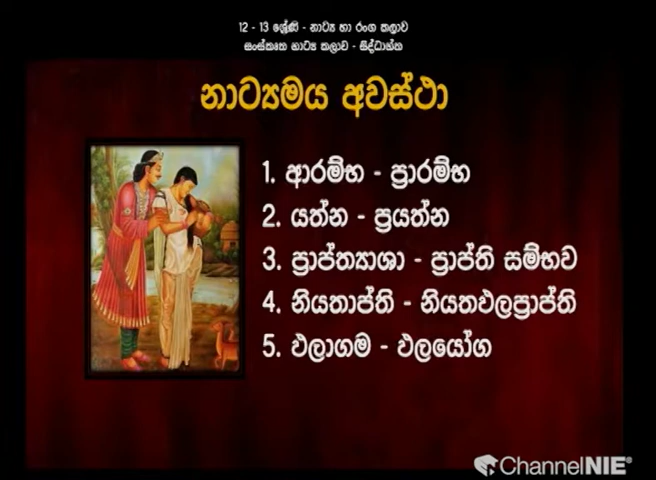 12 - 13 ශ්‍රේණි - නාට්‍ය හා රංග කලාව
සංස්කෘත නාට්‍ය කලාව - සිද්ධාන්ත
නාට්‍යමය අවස්ථා
1. ආරම්භ - ප්‍රාරම්භ
2. යත්න - ප්‍රයත්න
3. ප්‍රාප්ත්‍යාශා - ප්‍රාප්ති සම්භව
4. නියතාප්ති - නියතඵලප්‍රාප්ති
5. ඵලාගම - ඵලයෝග
ChannelNIE®